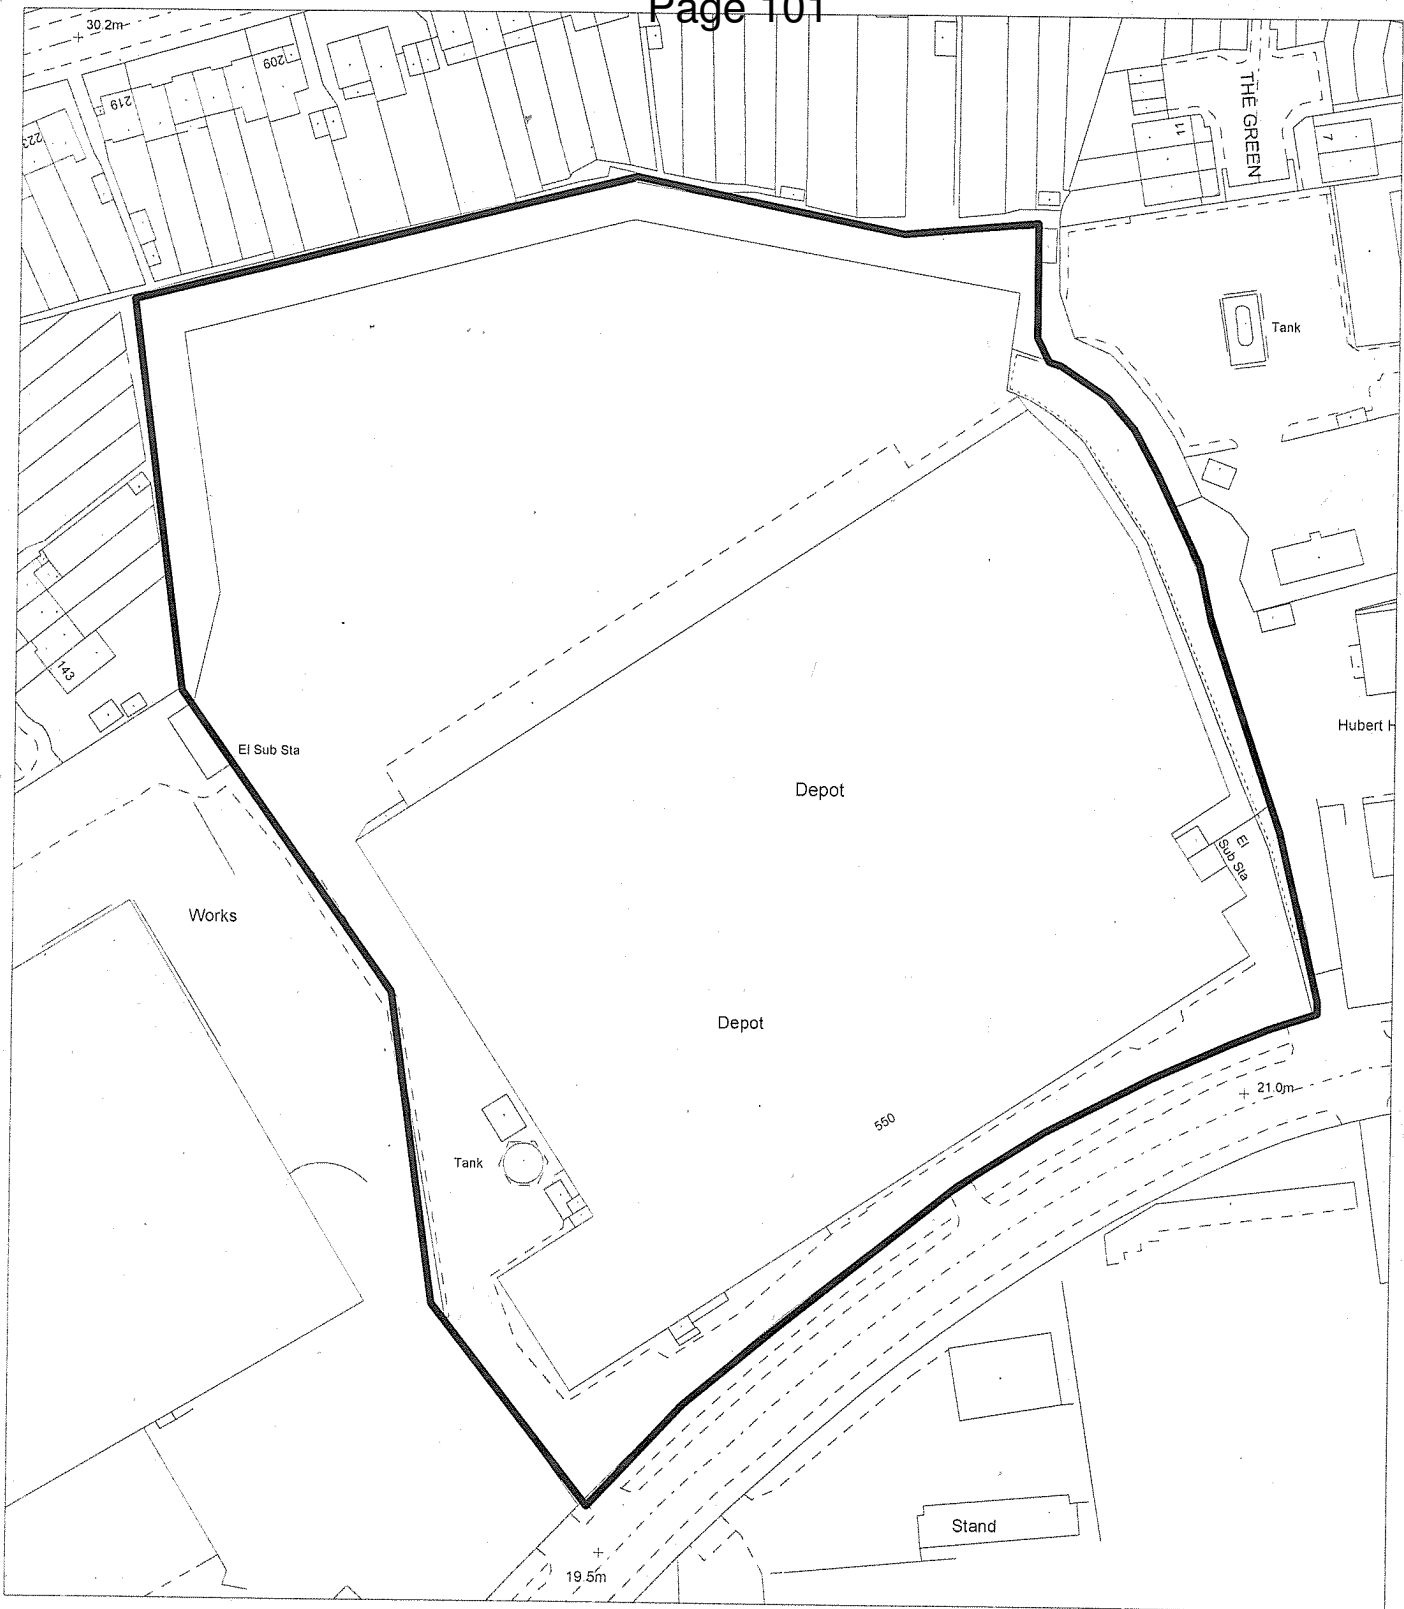 Page 101
30.2m
209
219
223
THE GREEN
11
7
Tank
143
Hubert H
El Sub Sta
Depot
El
Sub Sta
Works
Depot
21.0m
550
Tank
Stand
19.5m